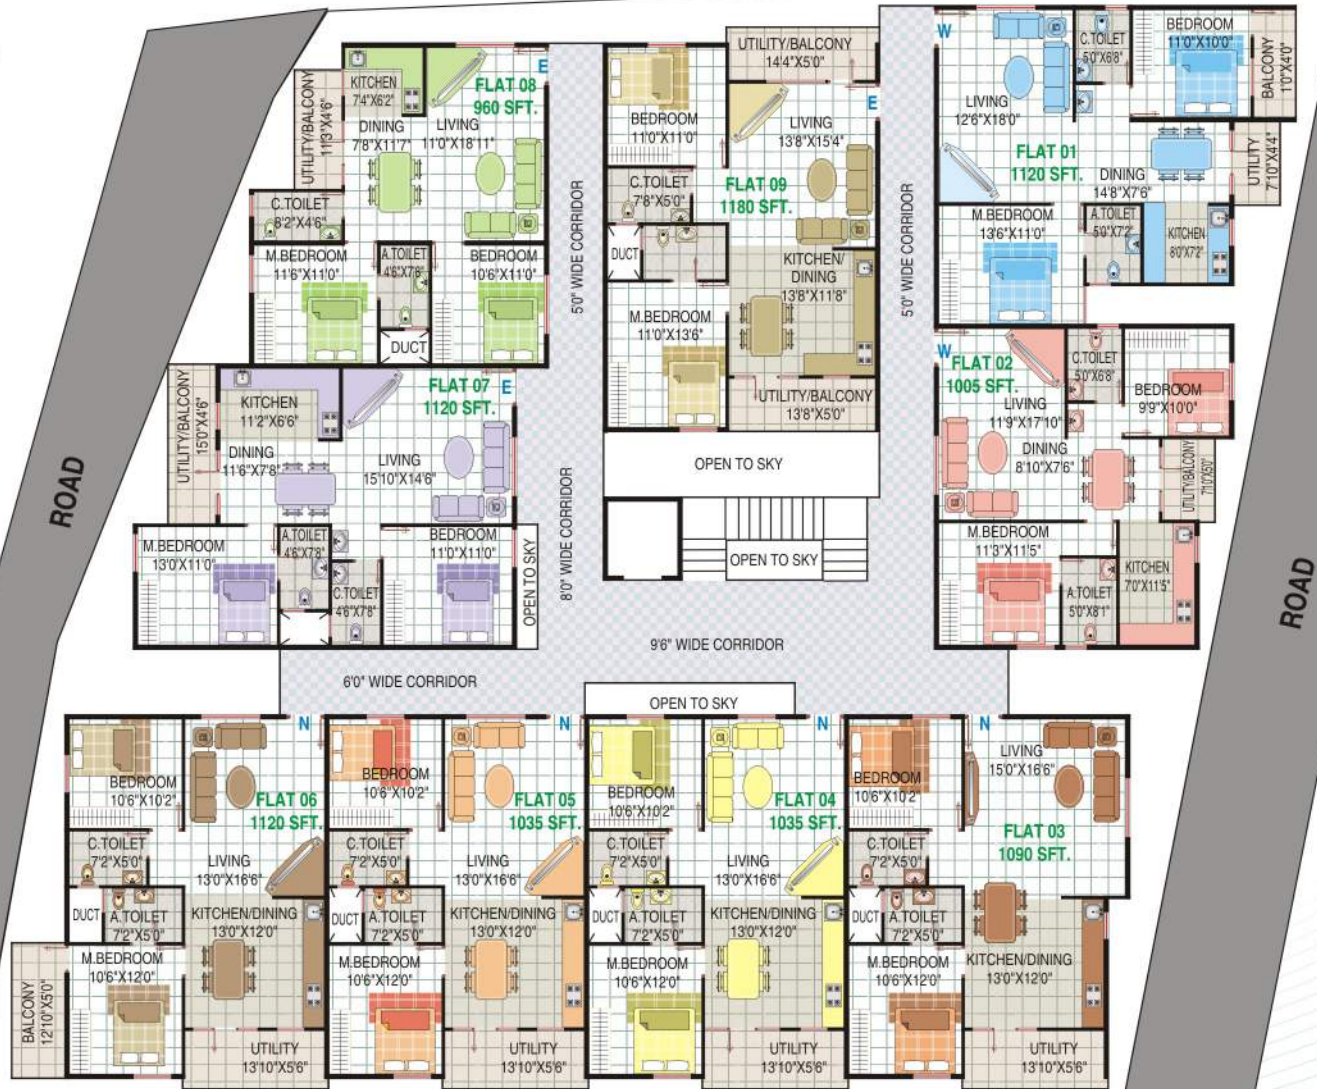 KITCHEN
7'4"X6'2"
FLAT 08
960 SFT.
E
UTILITY/BALCONY
11'3"X4'6"
DINING
7'8"X11'7"
LIVING
11'0"X18'11"
C.TOILET
8'2"X4'6"
M.BEDROOM
11'6"X11'0"
A.TOILET
4'6"X7'8"
BEDROOM
10'6"X11'0"
DUCT
5'0" WIDE CORRIDOR
UTILITY/BALCONY
14'4"X5'0"
E
BEDROOM
11'0"X11'0"
LIVING
13'8"X15'4"
FLAT 09
1180 SFT.
C.TOILET
7'8"X5'0"
DUCT
KITCHEN/
DINING
13'8"X11'8"
M.BEDROOM
11'0"X13'6"
UTILITY/BALCONY
13'8"X5'0"
5'0" WIDE CORRIDOR
W
C.TOILET
5'0"X6'8"
BEDROOM
11'0"X10'0"
BALCONY
1'0"X4'0"
LIVING
12'6"X18'0"
FLAT 01
1120 SFT.
DINING
14'8"X7'6"
UTILITY
7'10"X4'4"
M.BEDROOM
13'6"X11'0"
A.TOILET
5'0"X7'2"
KITCHEN
8'0"X7'2"
W
FLAT 02
1005 SFT.
C.TOILET
5'0"X6'8"
BEDROOM
9'9"X10'0"
LIVING
11'9"X17'10"
DINING
8'10"X7'6"
UTILITY/BALCONY
7'10"X5'0"
M.BEDROOM
11'3"X11'5"
A.TOILET
5'0"X8'1"
KITCHEN
7'0"X11'5"
UTILITY/BALCONY
15'0"X4'6"
KITCHEN
11'2"X6'6"
FLAT 07
1120 SFT.
E
DINING
11'6"X7'8"
LIVING
15'10"X14'6"
M.BEDROOM
13'0"X11'0"
A.TOILET
4'6"X7'8"
C.TOILET
4'6"X7'8"
BEDROOM
11'0"X11'0"
OPEN TO SKY
8'0" WIDE CORRIDOR
OPEN TO SKY
OPEN TO SKY
ROAD
ROAD
9'6" WIDE CORRIDOR
6'0" WIDE CORRIDOR
OPEN TO SKY
N
BEDROOM
10'6"X10'2"
FLAT 06
1120 SFT.
C.TOILET
7'2"X5'0"
LIVING
13'0"X16'6"
DUCT
A.TOILET
7'2"X5'0"
KITCHEN/DINING
13'0"X12'0"
M.BEDROOM
10'6"X12'0"
BALCONY
12'10"X5'0"
UTILITY
13'10"X5'6"
N
BEDROOM
10'6"X10'2"
FLAT 05
1035 SFT.
C.TOILET
7'2"X5'0"
LIVING
13'0"X16'6"
DUCT
A.TOILET
7'2"X5'0"
KITCHEN/DINING
13'0"X12'0"
M.BEDROOM
10'6"X12'0"
UTILITY
13'10"X5'6"
N
BEDROOM
10'6"X10'2"
FLAT 04
1035 SFT.
C.TOILET
7'2"X5'0"
LIVING
13'0"X16'6"
DUCT
A.TOILET
7'2"X5'0"
KITCHEN/DINING
13'0"X12'0"
M.BEDROOM
10'6"X12'0"
UTILITY
13'10"X5'6"
N
BEDROOM
10'6"X10'2"
LIVING
15'0"X16'6"
FLAT 03
1090 SFT.
C.TOILET
7'2"X5'0"
DUCT
A.TOILET
7'2"X5'0"
M.BEDROOM
10'6"X12'0"
KITCHEN/DINING
13'0"X12'0"
UTILITY
13'10"X5'6"